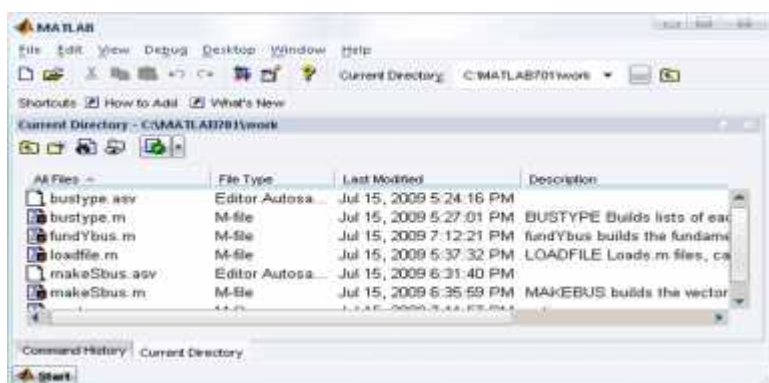 MATLAB
File Edit View Debug Desktop Window Help
Current Directory: C:\MATLAB701\work
Shortcuts How to Add What's New
Current Directory - C:\MATLAB701\work
All Files File Type Last Modified Description
bustype.asv Editor Autosa... Jul 15, 2009 5:24:16 PM
bustype.m M-file Jul 15, 2009 5:27:01 PM BUSTYPE Builds lists of eac
fundYbus.m M-file Jul 15, 2009 7:12:21 PM fundYbus builds the fundame
loadfile.m M-file Jul 15, 2009 5:37:32 PM LOADFILE Loads.m files, ca
makeSbus.asv Editor Autosa... Jul 15, 2009 6:31:40 PM
makeSbus.m M-file Jul 15, 2009 6:35:59 PM MAKEBUS builds the vector
Command History Current Directory
Start